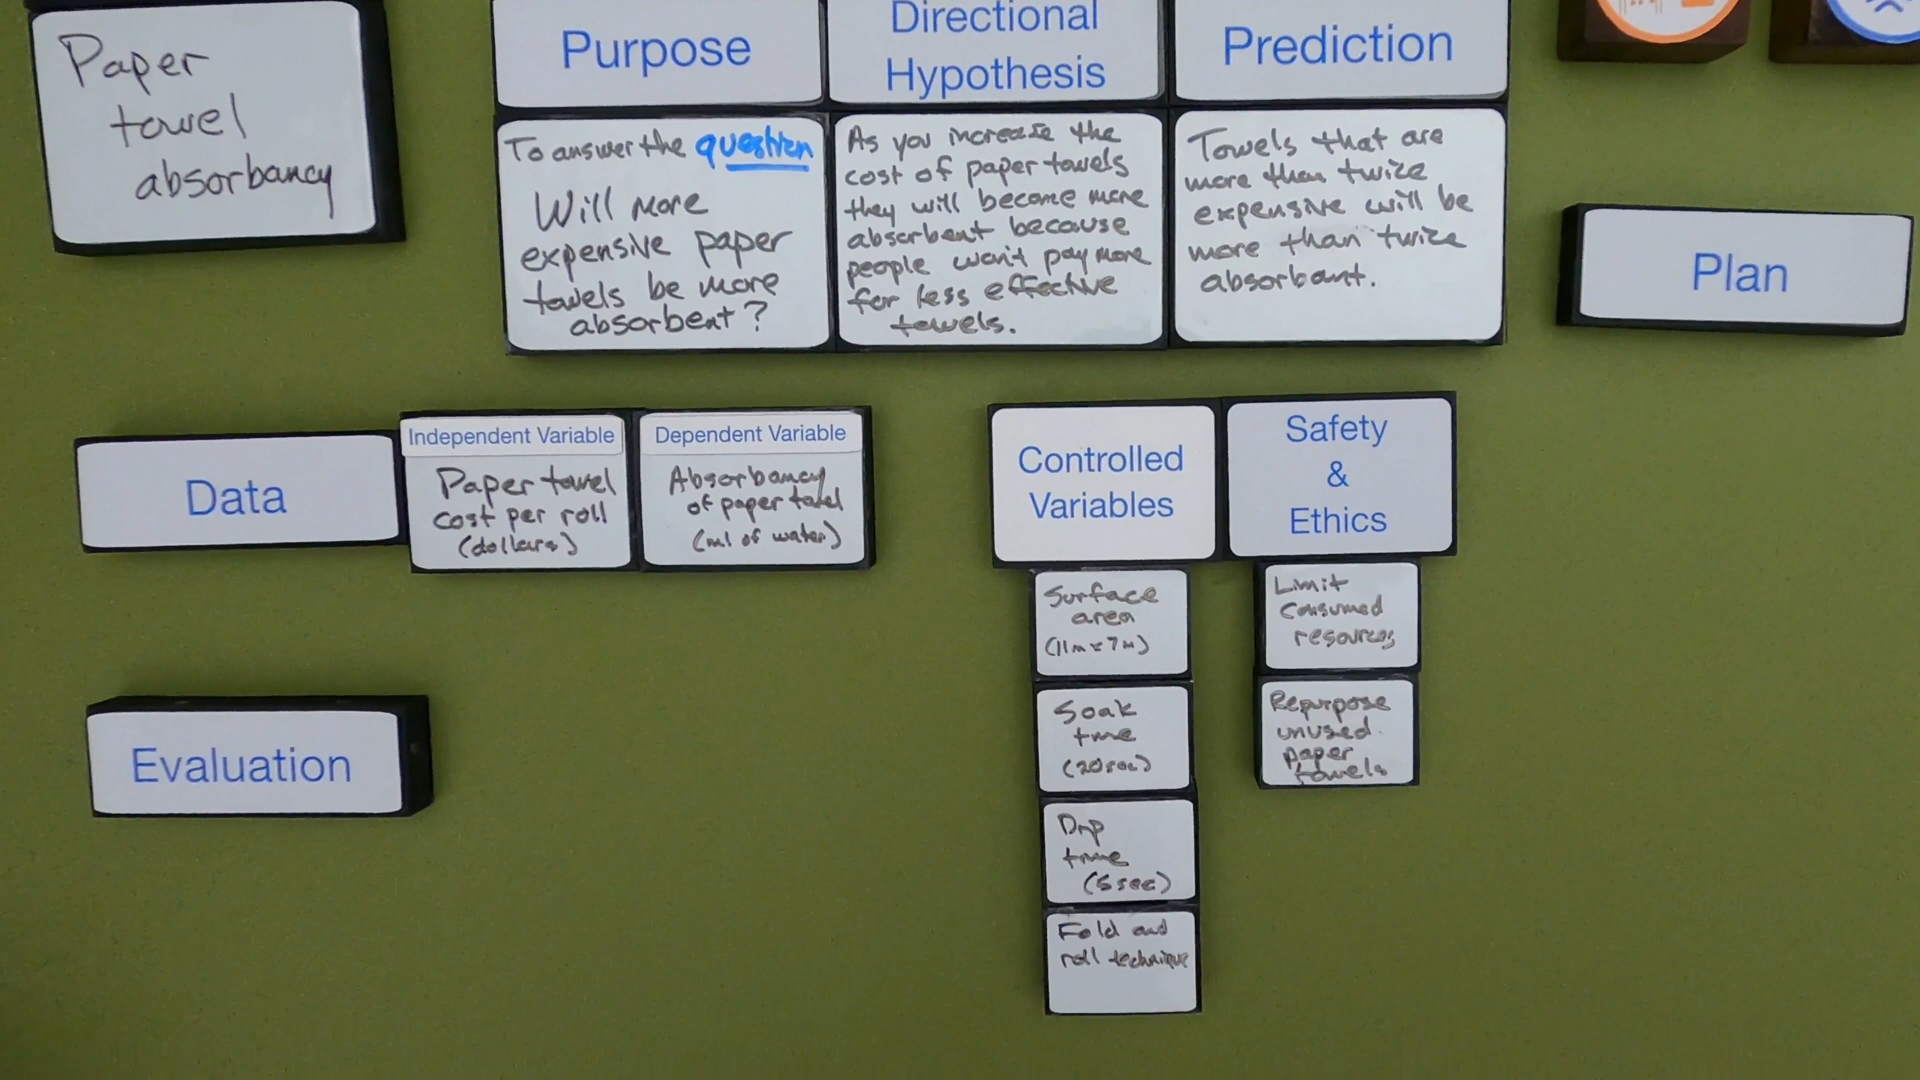 Paper
towel
absorbancy
Purpose
To answer the question
Will more
expensive paper
towels be more
absorbent?
Directional
Hypothesis
As you increase the
cost of paper towels
they will become more
absorbent because
people won't pay more
for less effective
towels.
Prediction
Towels that are
more than twice
expensive will be
more than twice
absorbant.
Plan
Data
Independent Variable
Paper towel
cost per roll
(dollars)
Dependent Variable
Absorbancy
of paper towel
(ml of water)
Controlled
Variables
Surface
area
Soak
time
(20 sec)
Drip
time
(5 sec)
Fold and
roll technique
Safety
&
Ethics
Limit
consumed
resources
Repurpose
unused
paper
towels
Evaluation